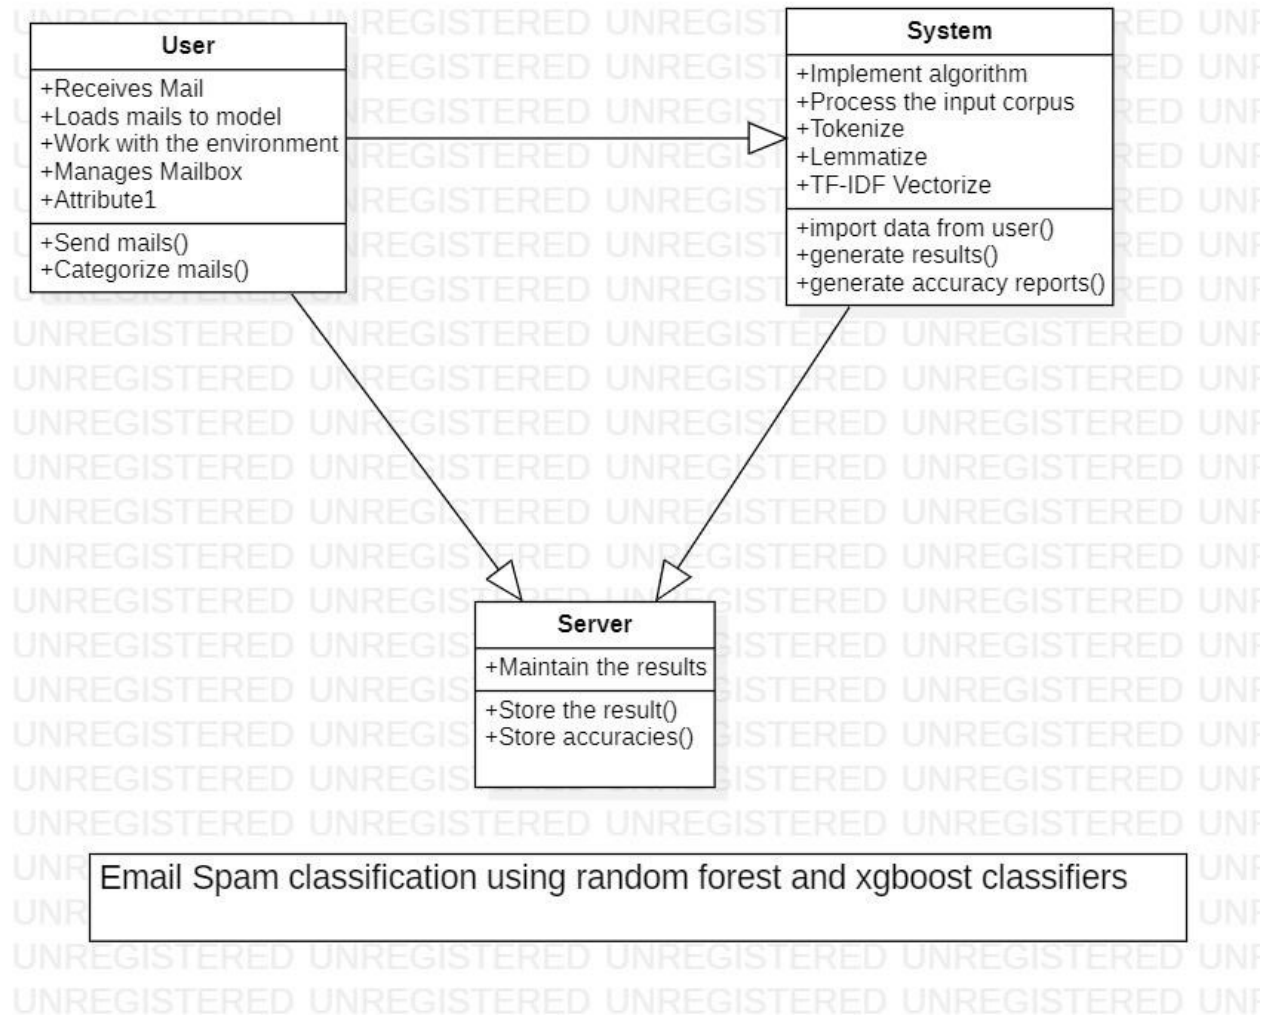 User
+Receives Mail
+Loads mails to model
+Work with the environment
+Manages Mailbox
+Attribute1
+Send mails()
+Categorize mails()
System
+Implement algorithm
+Process the input corpus
+Tokenize
+Lemmatize
+TF-IDF Vectorize
+import data from user()
+generate results()
+generate accuracy reports()
Server
+Maintain the results
+Store the result()
+Store accuracies()
Email Spam classification using random forest and xgboost classifiers
UNREGISTERED